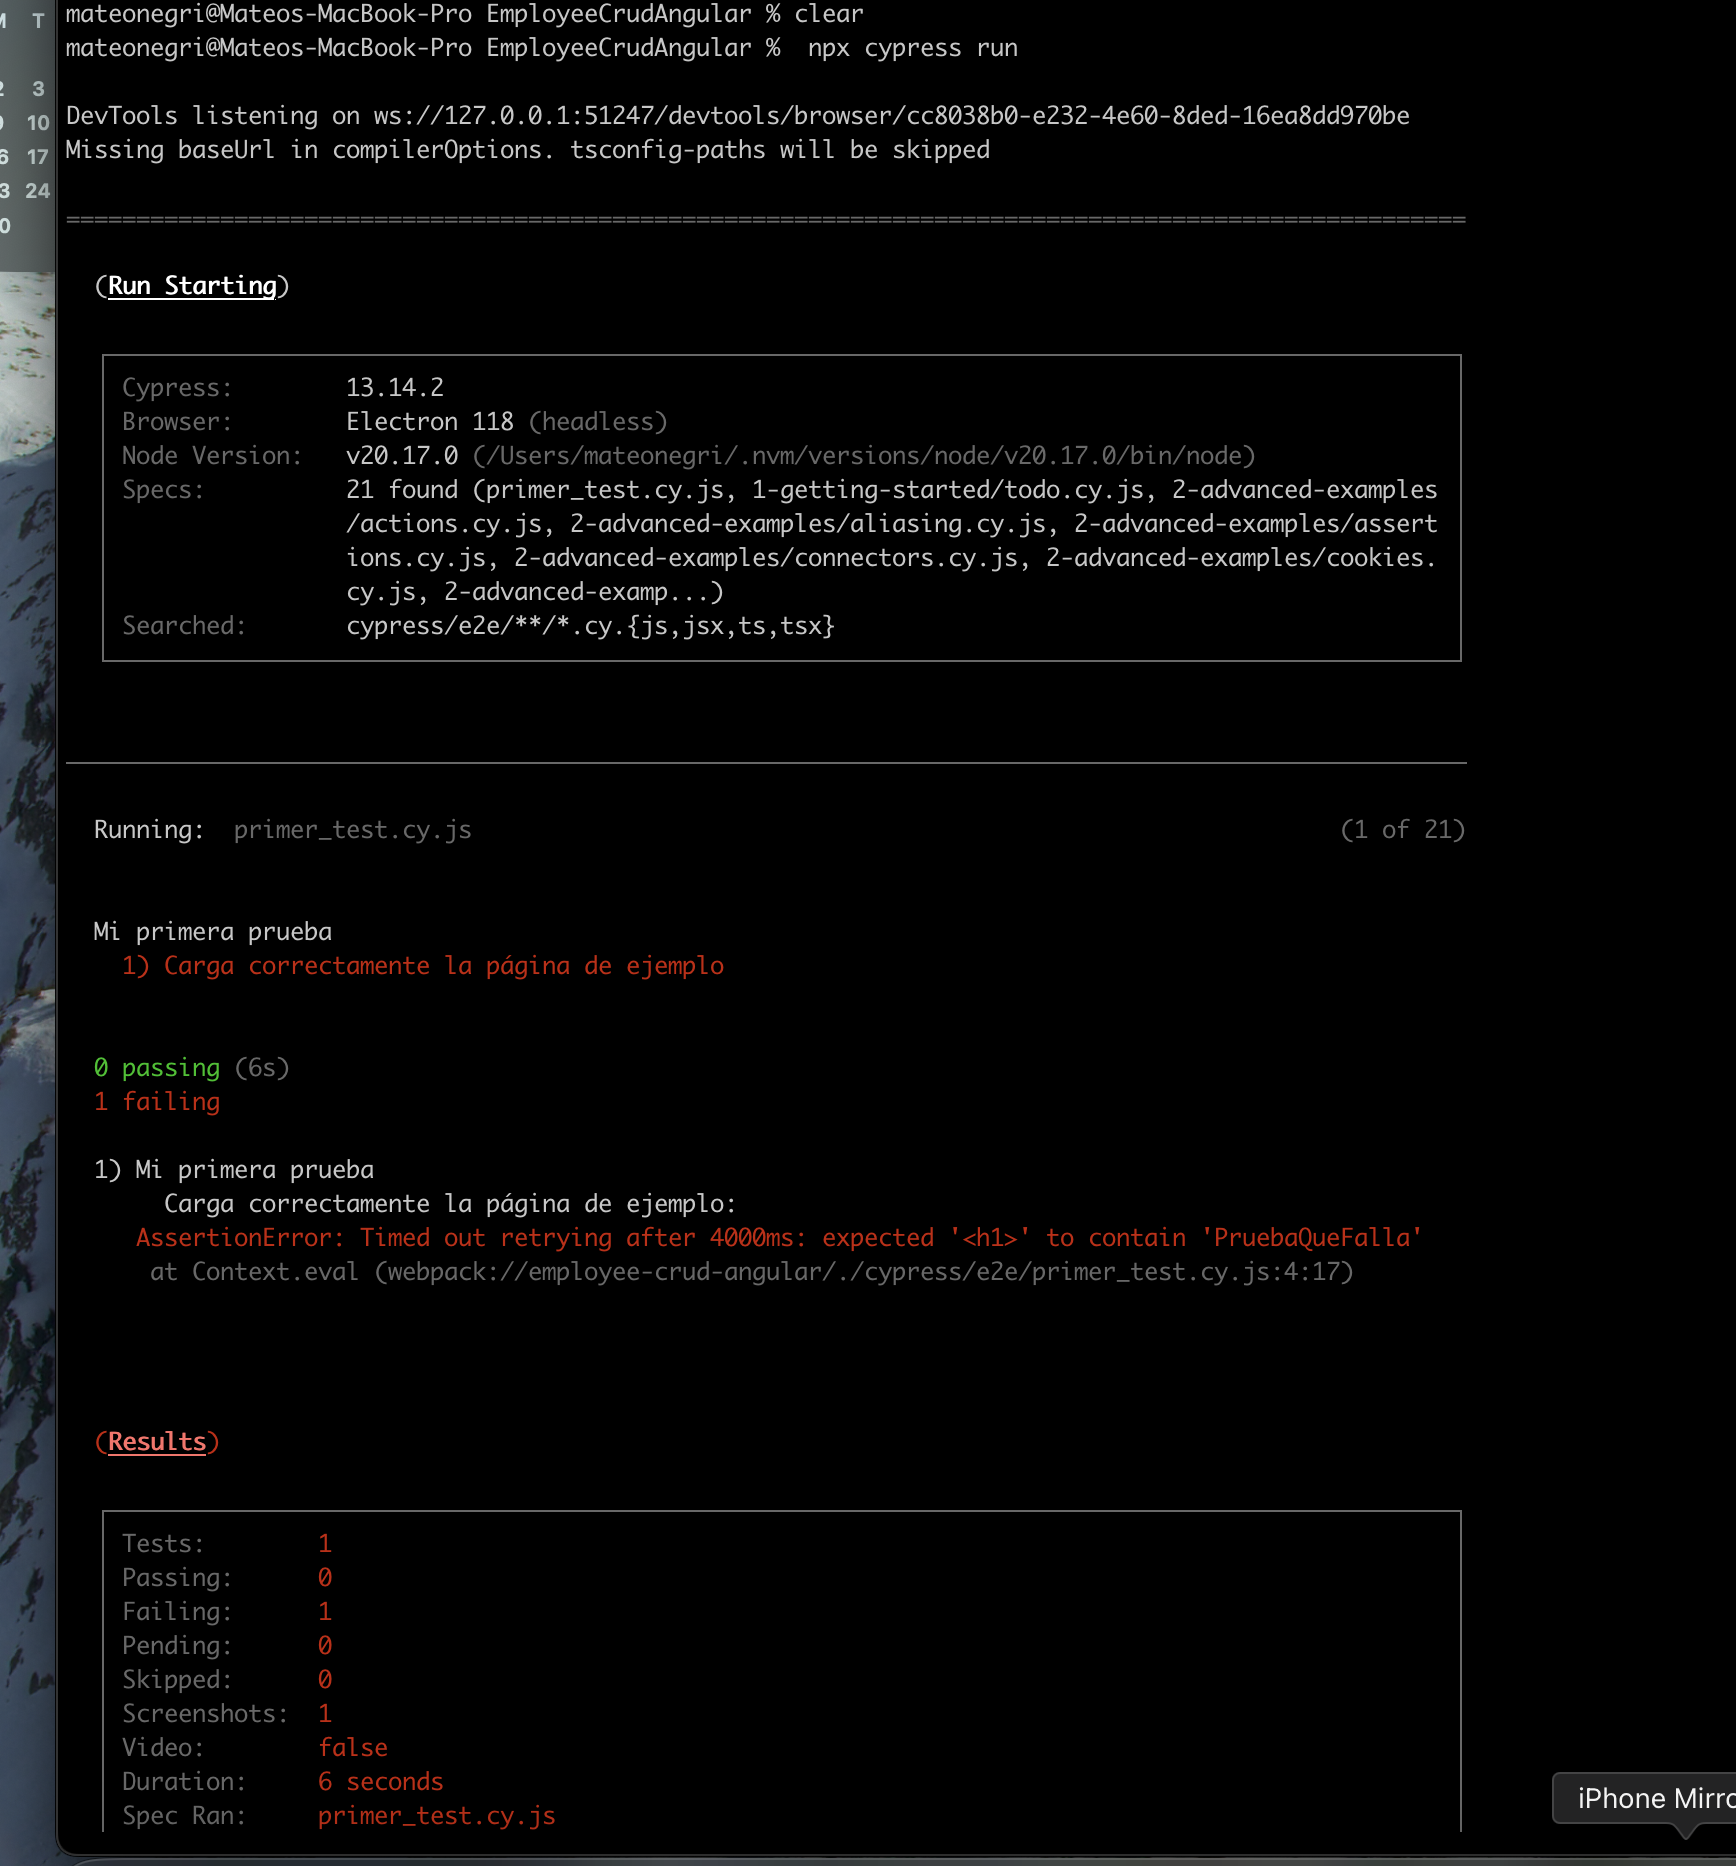 mateonegri@Mateos-MacBook-Pro EmployeeCrudAngular % clear
mateonegri@Mateos-MacBook-Pro EmployeeCrudAngular %  npx cypress run
DevTools listening on ws://127.0.0.1:51247/devtools/browser/cc8038b0-e232-4e60-8ded-16ea8dd970be
Missing baseUrl in compilerOptions. tsconfig-paths will be skipped
====================================================================================================
(Run Starting)
Cypress: 13.14.2
Browser: Electron 118 (headless)
Node Version: v20.17.0 (/Users/mateonegri/.nvm/versions/node/v20.17.0/bin/node)
Specs: 21 found (primer_test.cy.js, 1-getting-started/todo.cy.js, 2-advanced-examples
/actions.cy.js, 2-advanced-examples/aliasing.cy.js, 2-advanced-examples/assert
ions.cy.js, 2-advanced-examples/connectors.cy.js, 2-advanced-examples/cookies.
cy.js, 2-advanced-examp...)
Searched: cypress/e2e/**/*.cy.{js,jsx,ts,tsx}
Running: primer_test.cy.js (1 of 21)
Mi primera prueba
1) Carga correctamente la página de ejemplo
0 passing (6s)
1 failing
1) Mi primera prueba
Carga correctamente la página de ejemplo:
AssertionError: Timed out retrying after 4000ms: expected '<h1>' to contain 'PruebaQueFalla'
at Context.eval (webpack://employee-crud-angular/./cypress/e2e/primer_test.cy.js:4:17)
(Results)
Tests: 1
Passing: 0
Failing: 1
Pending: 0
Skipped: 0
Screenshots: 1
Video: false
Duration: 6 seconds
Spec Ran: primer_test.cy.js
T
3
10
17
24
iPhone Mirro